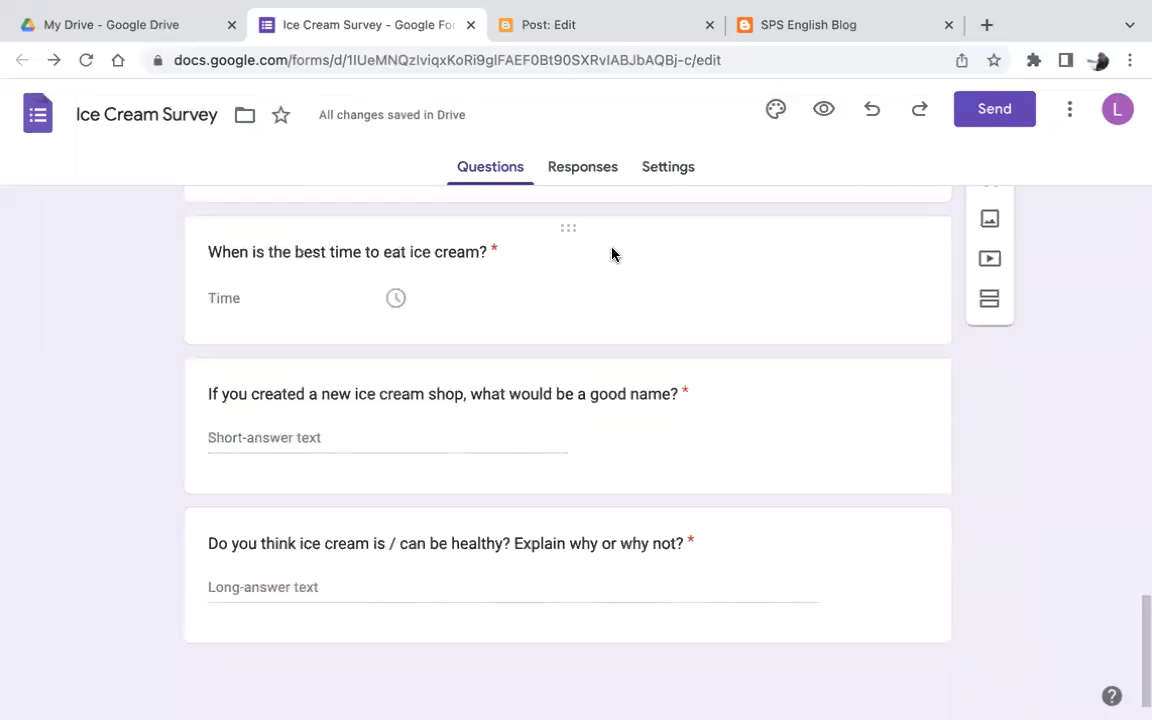 My Drive - Google Drive
Ice Cream Survey - Google Fo
Post: Edit
SPS English Blog
docs.google.com/forms/d/1IUeMNQzIviqxKoRi9glFAEF0Bt90SXRvIABJbAQBj-c/edit
Ice Cream Survey
All changes saved in Drive
Send
L
Questions
Responses
Settings
When is the best time to eat ice cream? *
Time
If you created a new ice cream shop, what would be a good name? *
Short-answer text
Do you think ice cream is / can be healthy? Explain why or why not? *
Long-answer text